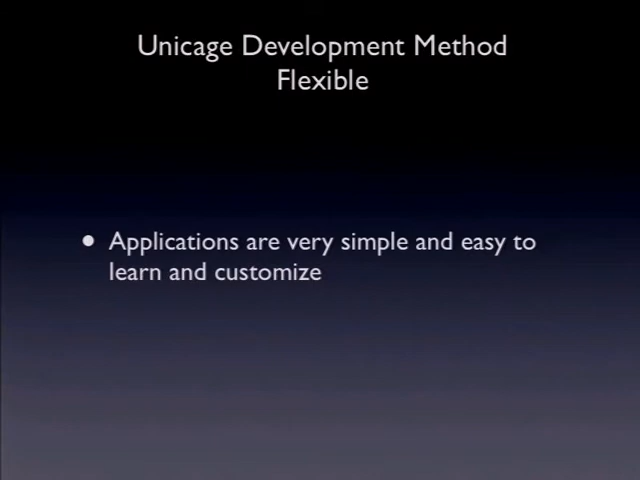 Unicage Development Method
Flexible
• Applications are very simple and easy to
learn and customize